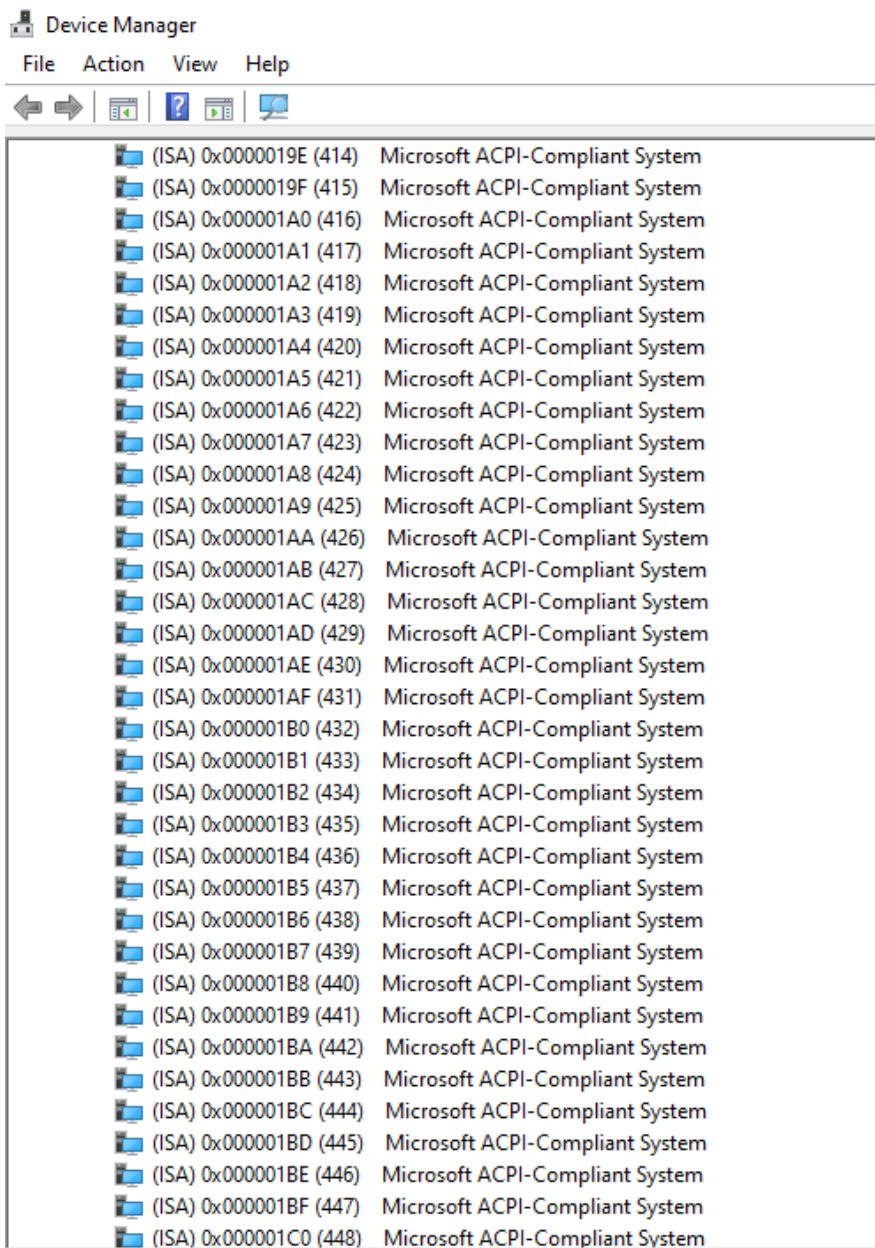 Device Manager
File Action View Help
(ISA) 0x0000019E (414) Microsoft ACPI-Compliant System
(ISA) 0x0000019F (415) Microsoft ACPI-Compliant System
(ISA) 0x000001A0 (416) Microsoft ACPI-Compliant System
(ISA) 0x000001A1 (417) Microsoft ACPI-Compliant System
(ISA) 0x000001A2 (418) Microsoft ACPI-Compliant System
(ISA) 0x000001A3 (419) Microsoft ACPI-Compliant System
(ISA) 0x000001A4 (420) Microsoft ACPI-Compliant System
(ISA) 0x000001A5 (421) Microsoft ACPI-Compliant System
(ISA) 0x000001A6 (422) Microsoft ACPI-Compliant System
(ISA) 0x000001A7 (423) Microsoft ACPI-Compliant System
(ISA) 0x000001A8 (424) Microsoft ACPI-Compliant System
(ISA) 0x000001A9 (425) Microsoft ACPI-Compliant System
(ISA) 0x000001AA (426) Microsoft ACPI-Compliant System
(ISA) 0x000001AB (427) Microsoft ACPI-Compliant System
(ISA) 0x000001AC (428) Microsoft ACPI-Compliant System
(ISA) 0x000001AD (429) Microsoft ACPI-Compliant System
(ISA) 0x000001AE (430) Microsoft ACPI-Compliant System
(ISA) 0x000001AF (431) Microsoft ACPI-Compliant System
(ISA) 0x000001B0 (432) Microsoft ACPI-Compliant System
(ISA) 0x000001B1 (433) Microsoft ACPI-Compliant System
(ISA) 0x000001B2 (434) Microsoft ACPI-Compliant System
(ISA) 0x000001B3 (435) Microsoft ACPI-Compliant System
(ISA) 0x000001B4 (436) Microsoft ACPI-Compliant System
(ISA) 0x000001B5 (437) Microsoft ACPI-Compliant System
(ISA) 0x000001B6 (438) Microsoft ACPI-Compliant System
(ISA) 0x000001B7 (439) Microsoft ACPI-Compliant System
(ISA) 0x000001B8 (440) Microsoft ACPI-Compliant System
(ISA) 0x000001B9 (441) Microsoft ACPI-Compliant System
(ISA) 0x000001BA (442) Microsoft ACPI-Compliant System
(ISA) 0x000001BB (443) Microsoft ACPI-Compliant System
(ISA) 0x000001BC (444) Microsoft ACPI-Compliant System
(ISA) 0x000001BD (445) Microsoft ACPI-Compliant System
(ISA) 0x000001BE (446) Microsoft ACPI-Compliant System
(ISA) 0x000001BF (447) Microsoft ACPI-Compliant System
(ISA) 0x000001C0 (448) Microsoft ACPI-Compliant System